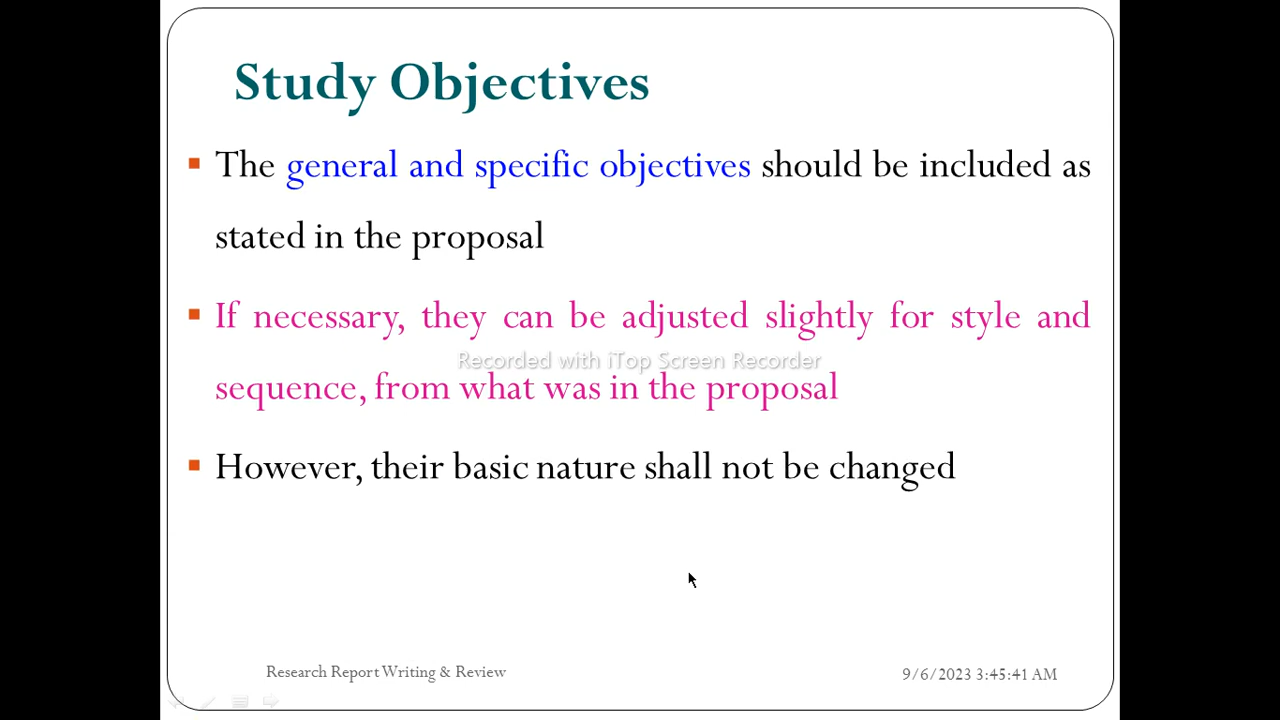 Study Objectives
The general and specific objectives should be included as
stated in the proposal
If necessary, they can be adjusted slightly for style and
Recorded with iTop Screen Recorder
sequence, from what was in the proposal
However, their basic nature shall not be changed
Research Report Writing & Review
9/6/2023 3:45:41 AM